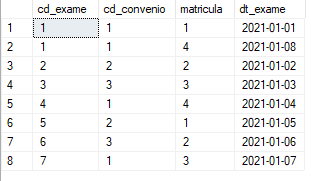 cd_exame cd_convenio matricula dt_exame
1 1 1 1 2021-01-01
2 1 1 4 2021-01-08
3 2 2 2 2021-01-02
4 3 3 3 2021-01-03
5 4 1 4 2021-01-04
6 5 2 1 2021-01-05
7 6 3 2 2021-01-06
8 7 1 3 2021-01-07